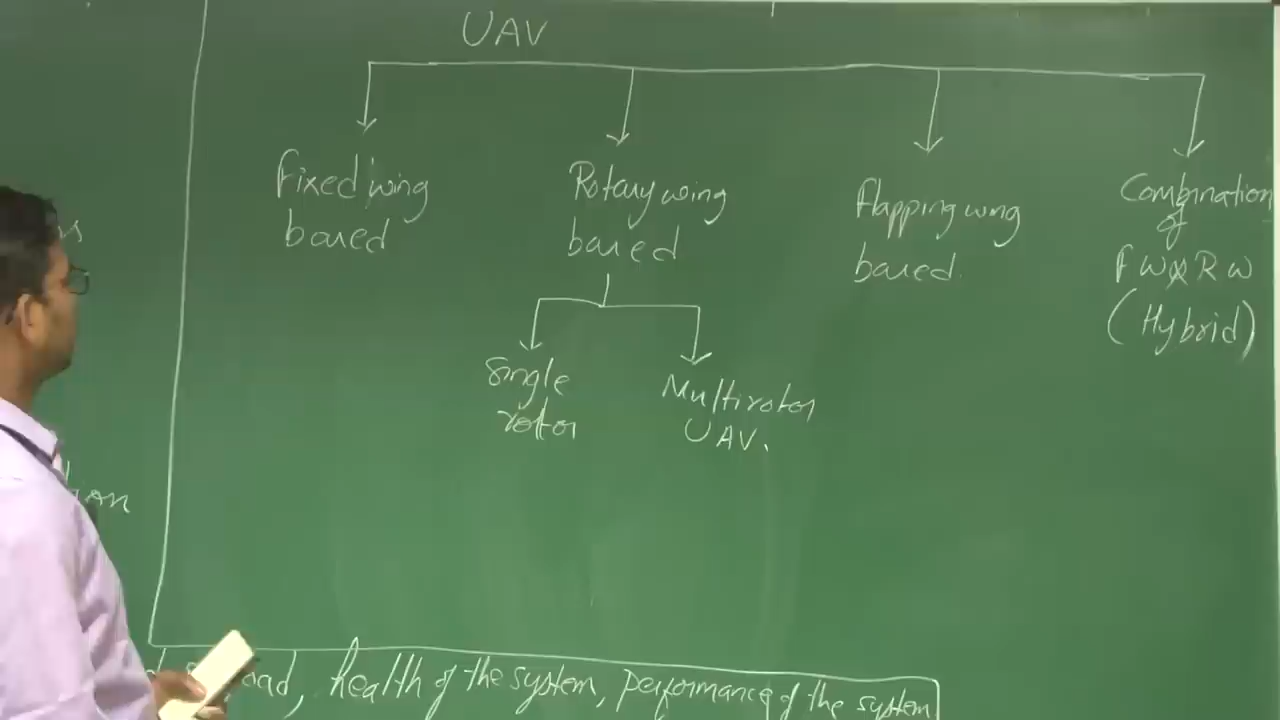 UAV
Fixed wing
based
Rotary wing
based
Flapping wing
based.
Combination
of
FW & RW
(Hybrid)
Single
rotor
Multirotor
UAV.
health of the system, performance of the system